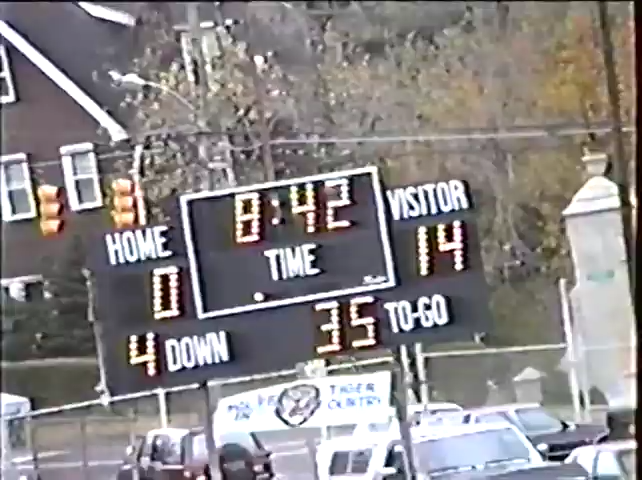 8:42
VISITOR
HOME
TIME
14
0
35 TO-GO
4 DOWN
TIGER
COUNTRY